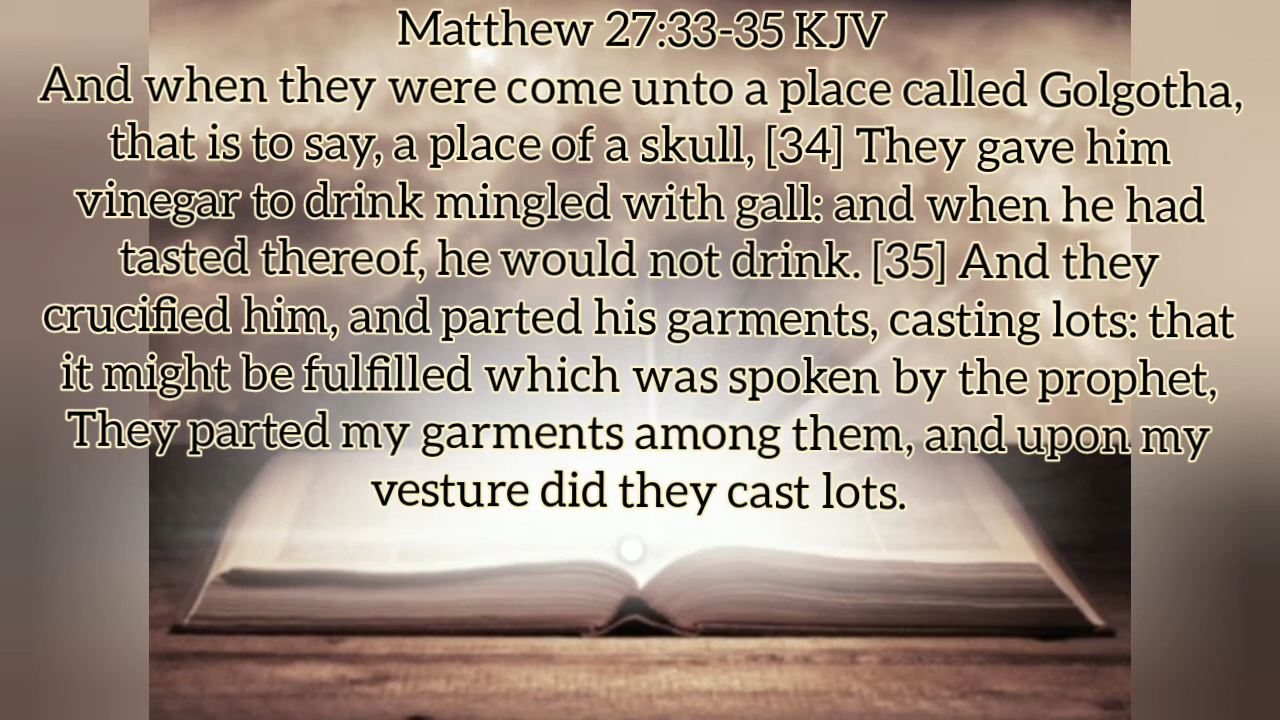 Matthew 27:33-35 KJV
And when they were come unto a place called Golgotha,
that is to say, a place of a skull, [34] They gave him
vinegar to drink mingled with gall: and when he had
tasted thereof, he would not drink. [35] And they
crucified him, and parted his garments, casting lots: that
it might be fulfilled which was spoken by the prophet,
They parted my garments among them, and upon my
vesture did they cast lots.